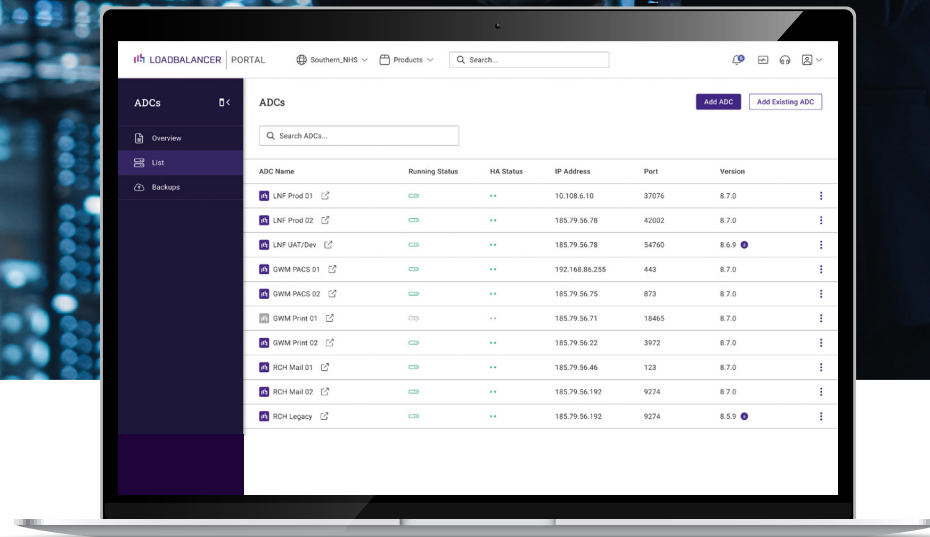 LOADBALANCER PORTAL Southern_NHS Products Search...
ADCs
Overview
List
Backups
ADCs Add ADC Add Existing ADC
Search ADCs...
ADC Name Running Status HA Status IP Address Port Version
LNF Prod 01 10.108.6.10 37076 8.7.0
LNF Prod 02 185.79.56.78 42002 8.7.0
LNF UAT/Dev 185.79.56.78 54760 8.6.9
GWM PACS 01 192.168.86.255 443 8.7.0
GWM PACS 02 185.79.56.75 873 8.7.0
GWM Print 01 185.79.56.71 18465 8.7.0
GWM Print 02 185.79.56.22 3972 8.7.0
RCH Mail 01 185.79.56.46 123 8.7.0
RCH Mail 02 185.79.56.192 9274 8.7.0
RCH Legacy 185.79.56.192 9274 8.5.9